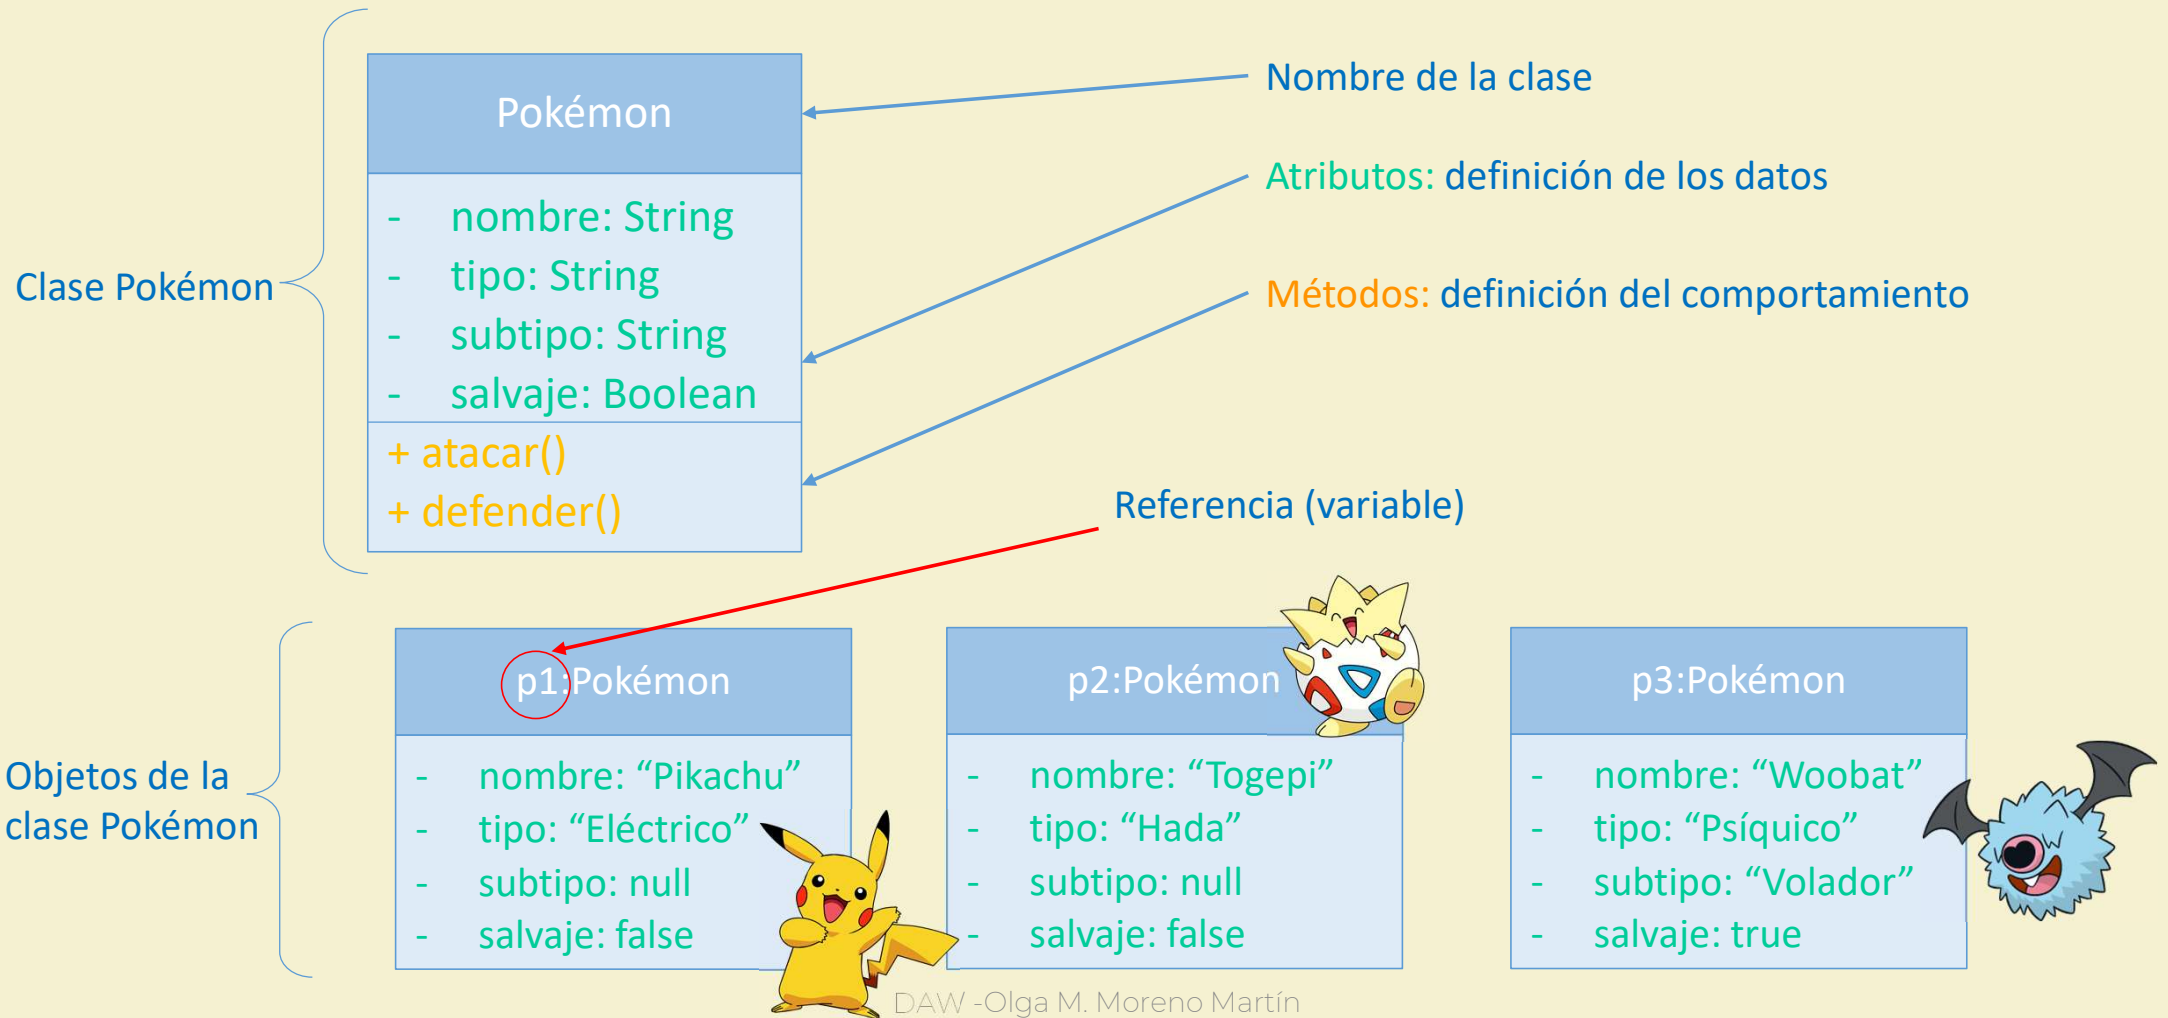 Clase Pokémon
Pokémon
- nombre: String
- tipo: String
- subtipo: String
- salvaje: Boolean
+ atacar()
+ defender()
Nombre de la clase
Atributos: definición de los datos
Métodos: definición del comportamiento
Referencia (variable)
Objetos de la
clase Pokémon
p1:Pokémon
- nombre: “Pikachu”
- tipo: “Eléctrico”
- subtipo: null
- salvaje: false
p2:Pokémon
- nombre: “Togepi”
- tipo: “Hada”
- subtipo: null
- salvaje: false
p3:Pokémon
- nombre: “Woobat”
- tipo: “Psíquico”
- subtipo: “Volador”
- salvaje: true
DAW -Olga M. Moreno Martín